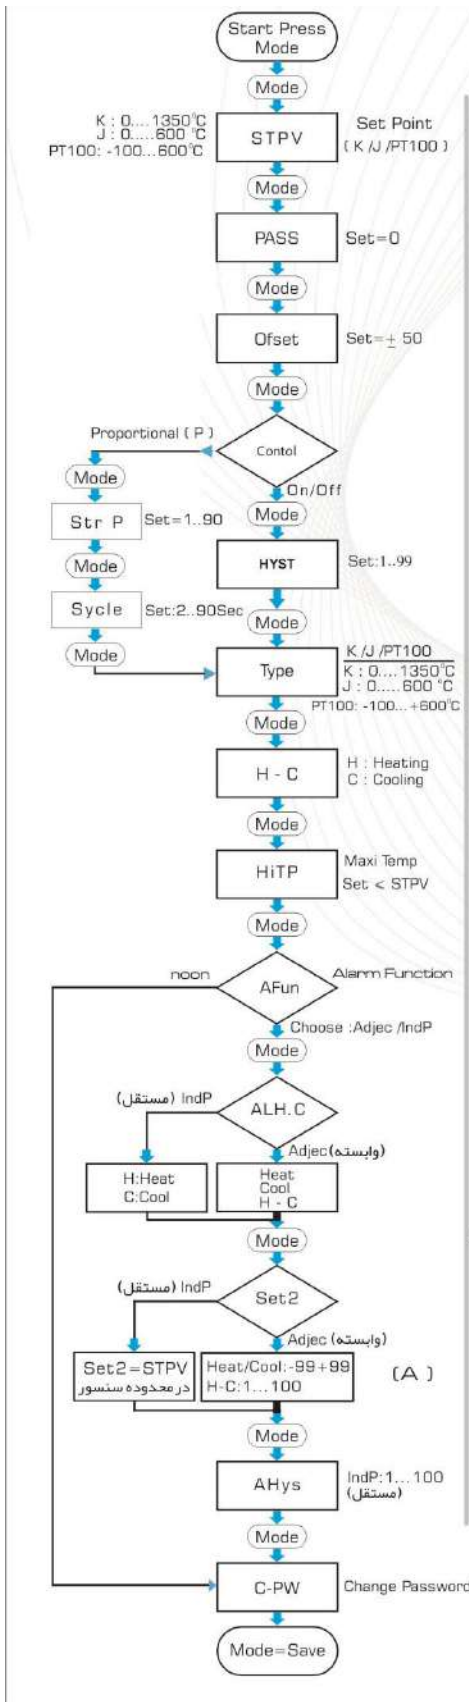 Start Press
Mode
Mode
K : 0....1350°C
J : 0.....600 °C
PT100: -100...600°C
STPV
Set Point
( K /J /PT100 )
Mode
PASS
Set=0
Mode
Ofset
Set=± 50
Mode
Proportional ( P )
Contol
On/Off
Mode
Str P
Set=1..90
Mode
Sycle
Set:2..90Sec
Mode
Mode
HYST
Set:1..99
Mode
Type
K /J /PT100
K : 0....1350°C
J : 0.....600 °C
PT100: -100...+600°C
Mode
H - C
H : Heating
C : Cooling
Mode
HiTP
Maxi Temp
Set < STPV
Mode
noon
AFun
Alarm Function
Choose :Adjec /IndP
Mode
ALH.C
IndP (مستقل)
Adjec (وابسته)
H:Heat
C:Cool
Heat
Cool
H - C
Mode
Set2
IndP (مستقل)
Adjec (وابسته)
Set2=STPV
در محدوده سنسور
Heat/Cool:-99+99
H-C:1...100
(A )
Mode
AHys
IndP:1...100
(مستقل)
Mode
C-PW
Change Password
Mode=Save